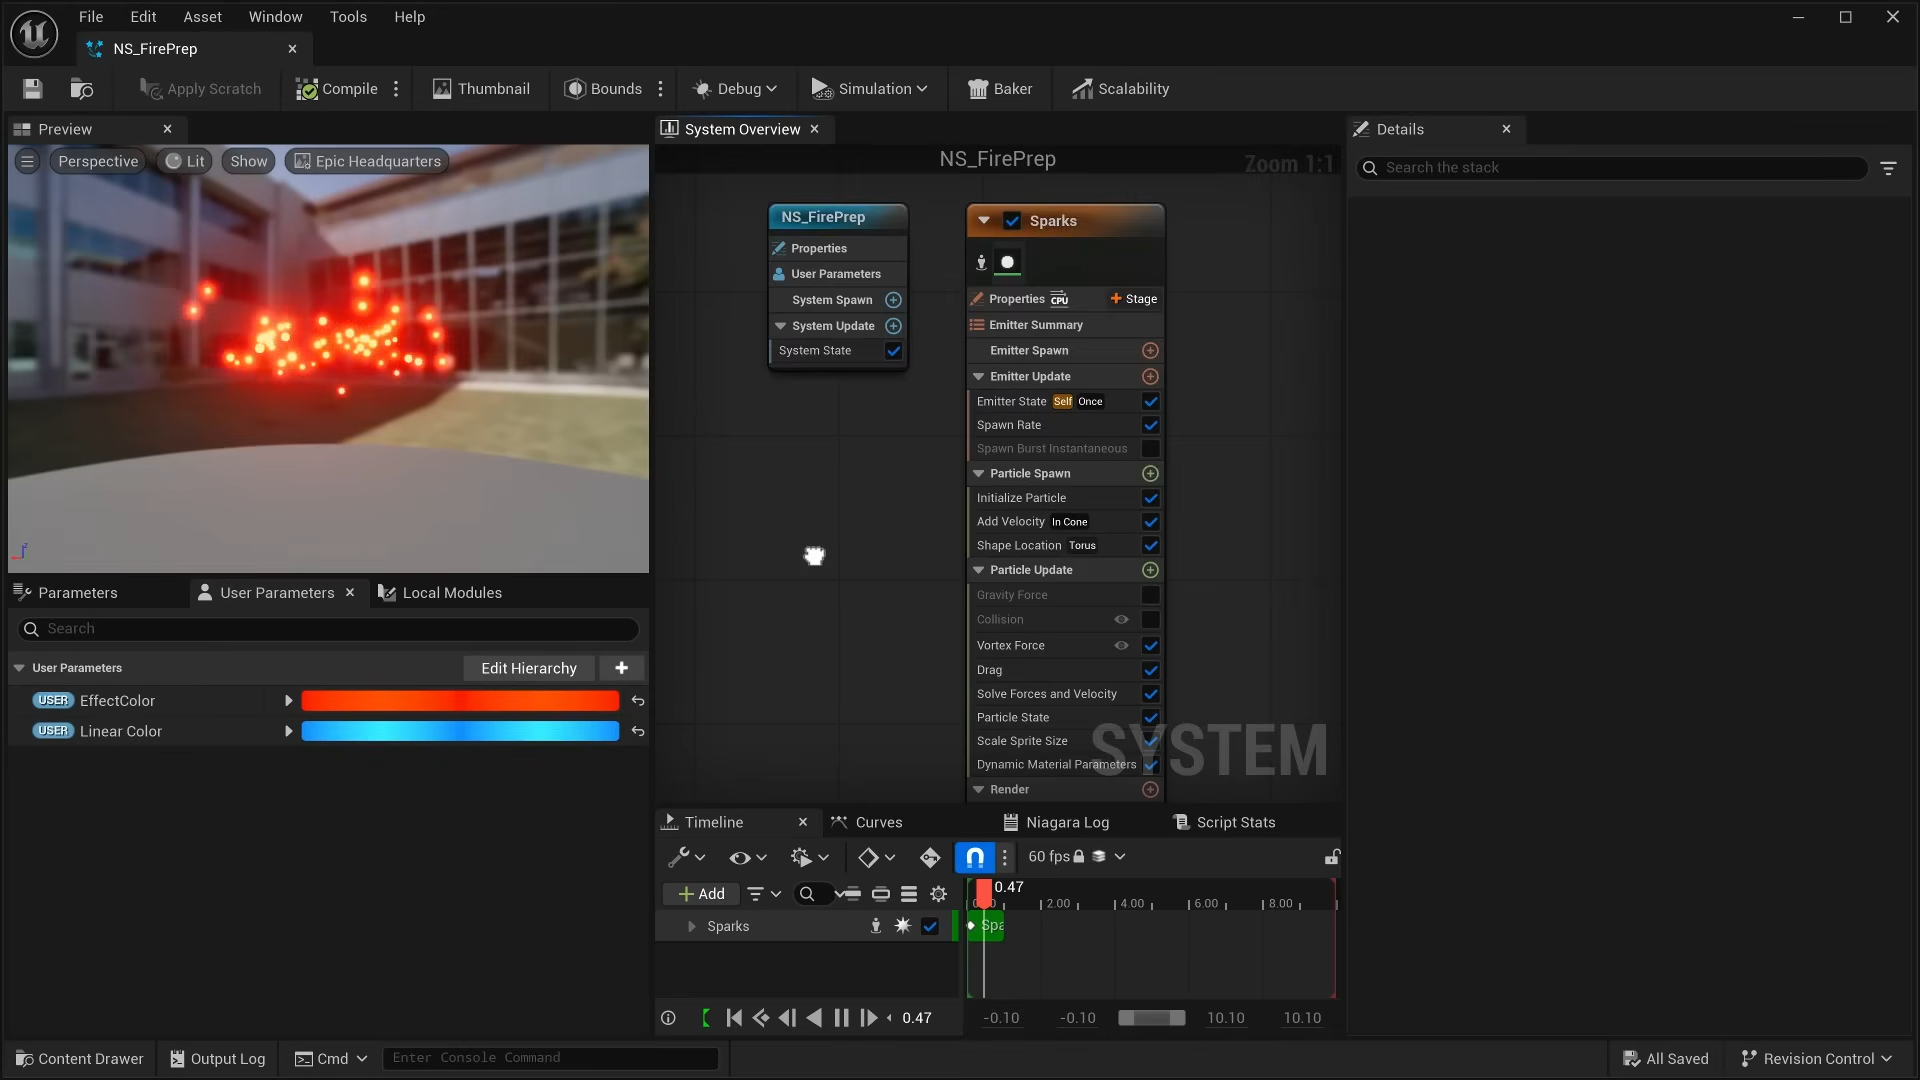 File Edit Asset Window Tools Help
NS_FirePrep
Apply Scratch Compile Thumbnail Bounds Debug Simulation Baker Scalability
Preview
System Overview
Details
Perspective Lit Show Epic Headquarters
NS_FirePrep
Zoom 1:1
Search the stack
NS_FirePrep
Properties
User Parameters
System Spawn
System Update
System State
Sparks
Properties CPU Stage
Emitter Summary
Emitter Spawn
Emitter Update
Emitter State Self Once
Spawn Rate
Spawn Burst Instantaneous
Particle Spawn
Initialize Particle
Add Velocity In Cone
Shape Location Torus
Particle Update
Gravity Force
Collision
Vortex Force
Drag
Solve Forces and Velocity
Particle State
Scale Sprite Size
Dynamic Material Parameters
Render
SYSTEM
Parameters User Parameters Local Modules
Search
User Parameters Edit Hierarchy
USER EffectColor
USER Linear Color
Timeline Curves Niagara Log Script Stats
60 fps
Add
0.47
2.00 4.00 6.00 8.00
Sparks
Spa
0.47 -0.10 -0.10 10.10 10.10
Content Drawer Output Log Cmd Enter Console Command All Saved Revision Control